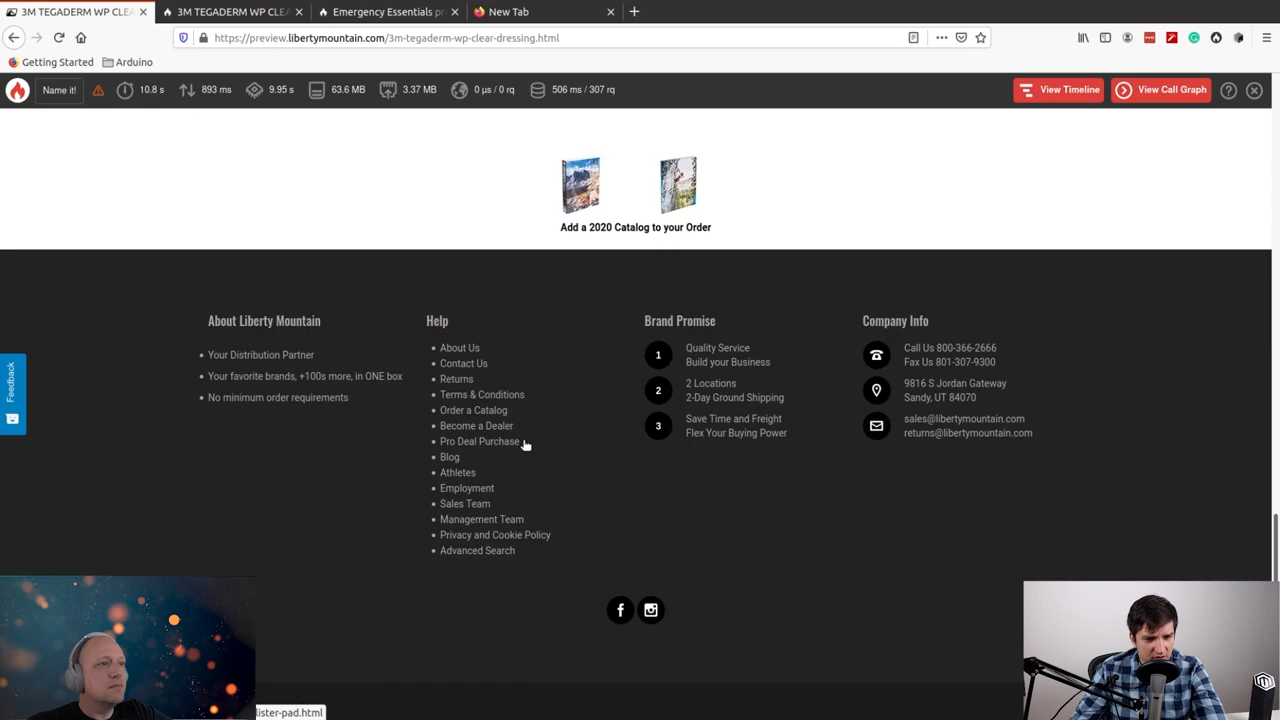 3M TEGADERM WP CLEA
3M TEGADERM WP CLEA
Emergency Essentials pr
New Tab
https://preview.libertymountain.com/3m-tegaderm-wp-clear-dressing.html
Getting Started
Arduino
Name it!
10.8 s
893 ms
9.95 s
63.6 MB
3.37 MB
0 µs / 0 rq
506 ms / 307 rq
View Timeline
View Call Graph
Add a 2020 Catalog to your Order
Feedback
About Liberty Mountain
Your Distribution Partner
Your favorite brands, +100s more, in ONE box
No minimum order requirements
Help
About Us
Contact Us
Returns
Terms & Conditions
Order a Catalog
Become a Dealer
Pro Deal Purchase
Blog
Athletes
Employment
Sales Team
Management Team
Privacy and Cookie Policy
Advanced Search
Brand Promise
1
Quality Service
Build your Business
2
2 Locations
2-Day Ground Shipping
3
Save Time and Freight
Flex Your Buying Power
Company Info
Call Us 800-366-2666
Fax Us 801-307-9300
9816 S Jordan Gateway
Sandy, UT 84070
sales@libertymountain.com
returns@libertymountain.com
lister-pad.html